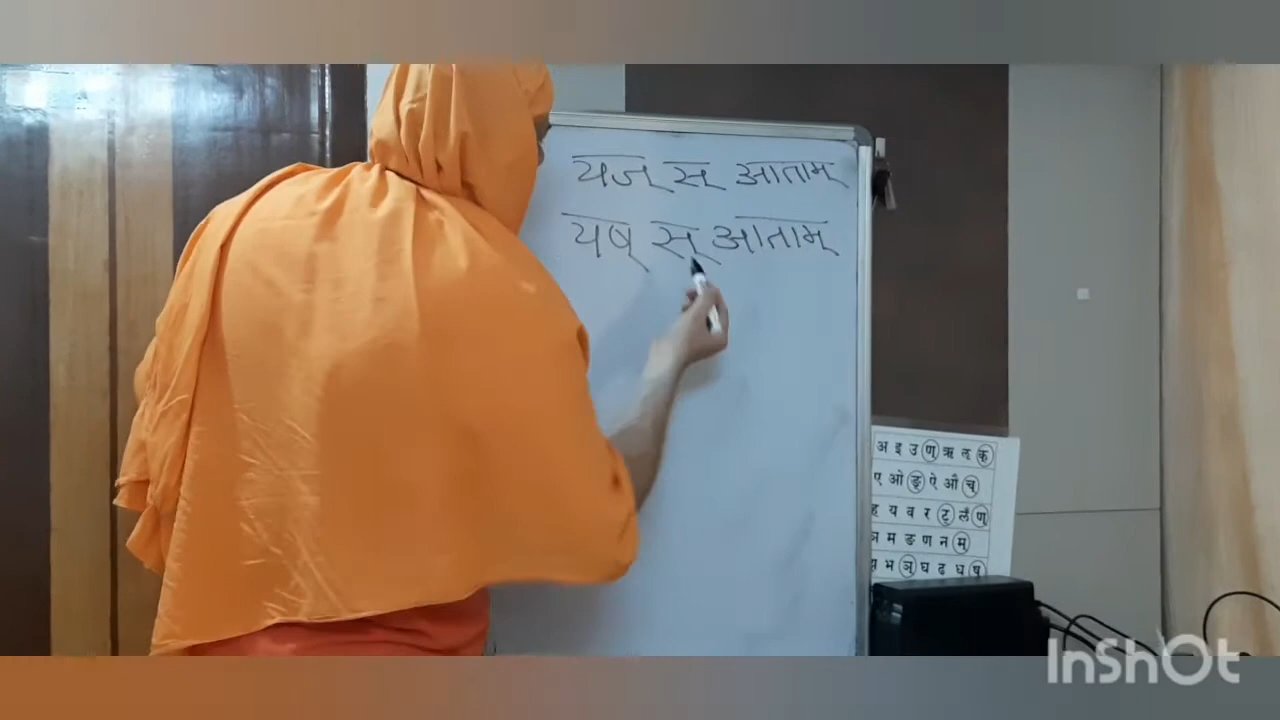 यज् स् आताम्
यष् स् आताम्
अ इ उ ण् ऋ ऌ क्
ए ओ ङ् ऐ औ च्
ह य व र ट् लँ ण्
ञ म ङ ण न म्
झ भ ञ् घ ढ ध ष्
InShOt